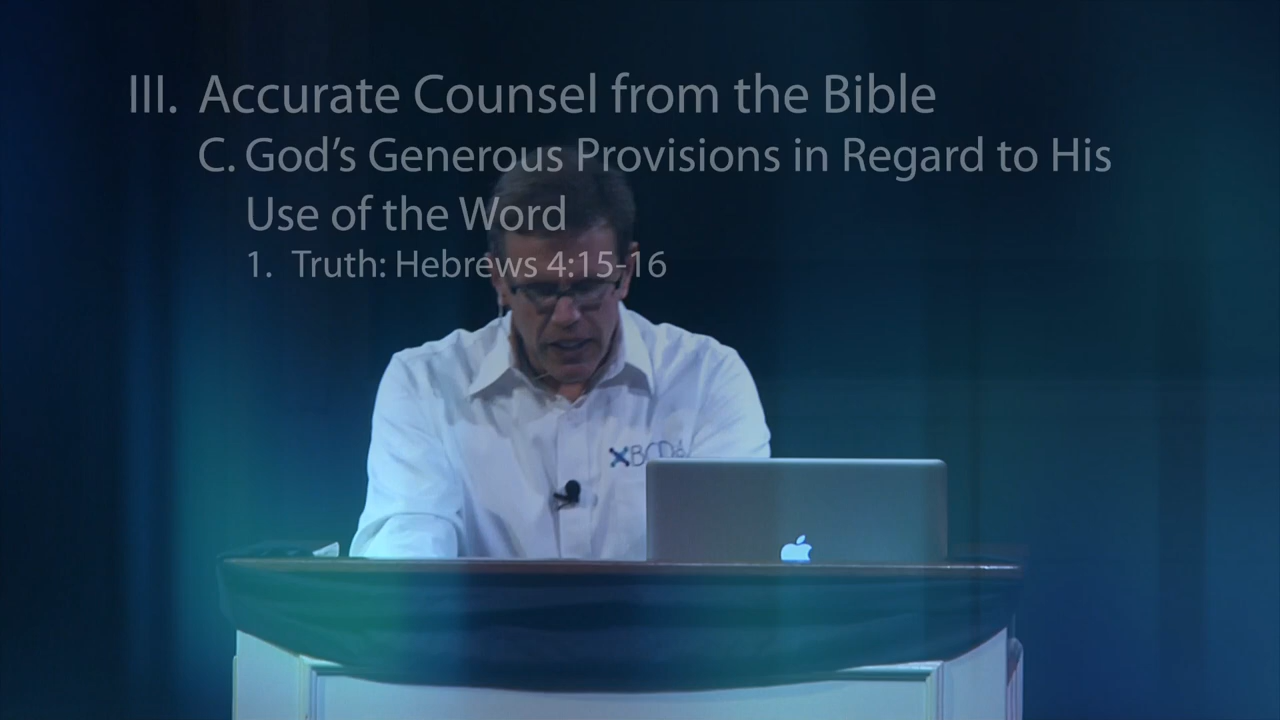 III. Accurate Counsel from the Bible
C. God’s Generous Provisions in Regard to His
Use of the Word
1. Truth: Hebrews 4:15-16